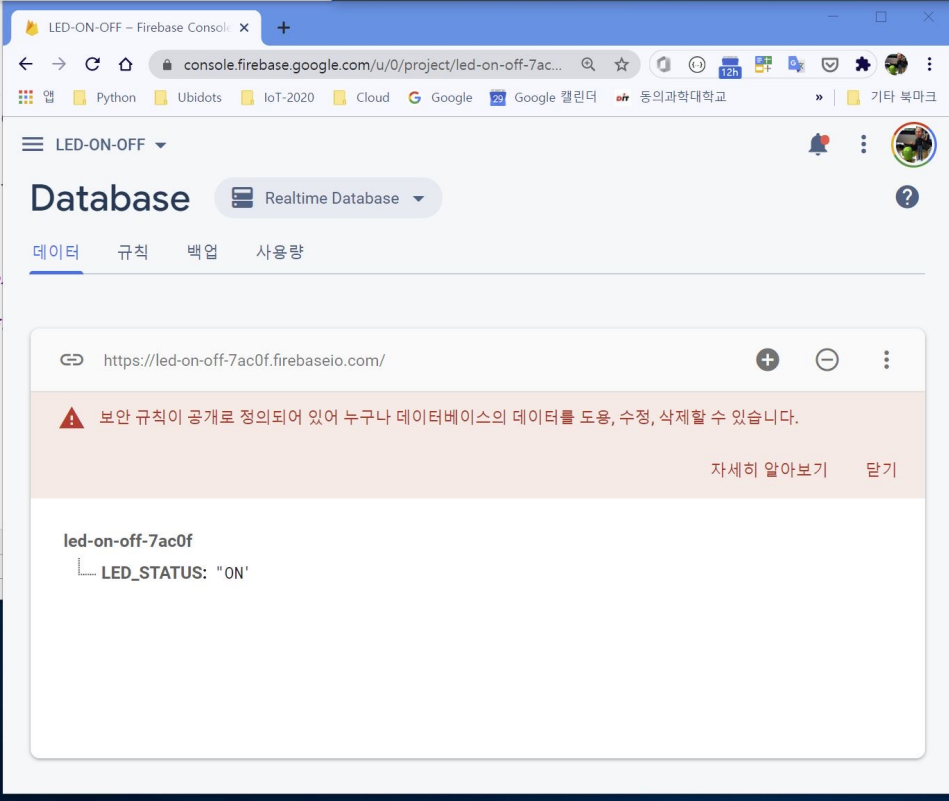 LED-ON-OFF – Firebase Console
console.firebase.google.com/u/0/project/led-on-off-7ac...
12h
앱 Python Ubidots IoT-2020 Cloud G Google 29 Google 캘린더 DIT 동의과학대학교 » 기타 북마크
LED-ON-OFF
Database Realtime Database ?
데이터 규칙 백업 사용량
https://led-on-off-7ac0f.firebaseio.com/
보안 규칙이 공개로 정의되어 있어 누구나 데이터베이스의 데이터를 도용, 수정, 삭제할 수 있습니다.
자세히 알아보기 닫기
led-on-off-7ac0f
LED_STATUS: "ON'